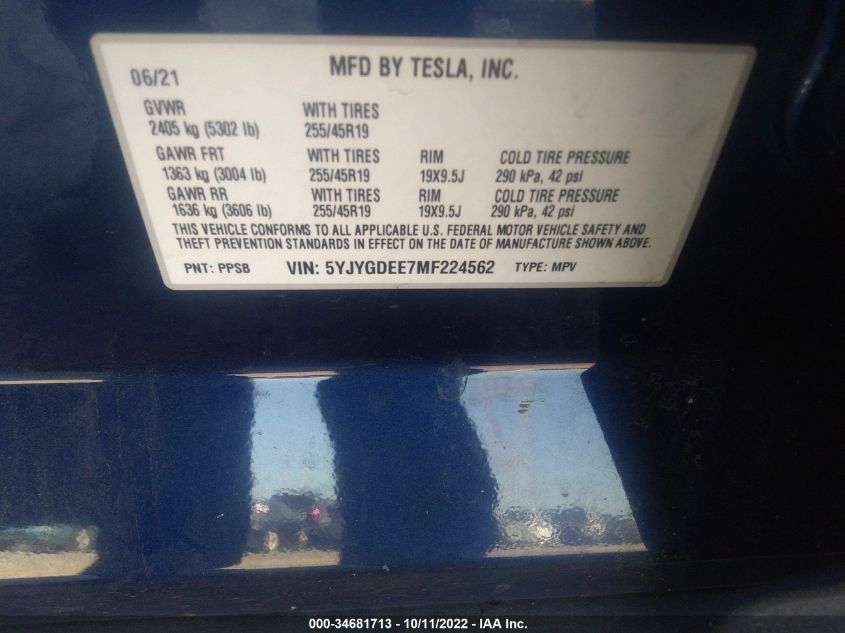 06/21 MFD BY TESLA, INC.
GVWR WITH TIRES
2405 kg (5302 lb) 255/45R19
GAWR FRT WITH TIRES RIM COLD TIRE PRESSURE
1363 kg (3004 lb) 255/45R19 19X9.5J 290 kPa, 42 psi
GAWR RR WITH TIRES RIM COLD TIRE PRESSURE
1636 kg (3606 lb) 255/45R19 19X9.5J 290 kPa, 42 psi
THIS VEHICLE CONFORMS TO ALL APPLICABLE U.S. FEDERAL MOTOR VEHICLE SAFETY AND
THEFT PREVENTION STANDARDS IN EFFECT ON THE DATE OF MANUFACTURE SHOWN ABOVE.
PNT: PPSB VIN: 5YJYGDEE7MF224562 TYPE: MPV
000-34681713 - 10/11/2022 - IAA Inc.